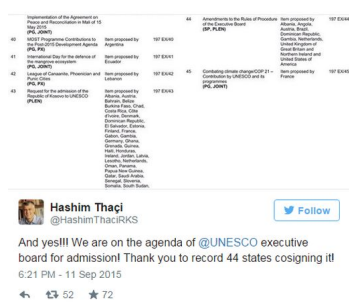 Implementation of the Agreement on
Peace and Reconciliation in Mali of 15
May 2015
(PG, JOINT)
40 MOST Programme Contributions to Item proposed by 197 EX/40
the Post-2015 Development Agenda Argentina
(PG, PX)
41 International Day for the defence of Item proposed by 197 EX/41
the mangrove ecosystem Ecuador
(PG, JOINT)
42 League of Canaanite, Phoenician and Item proposed by 197 EX/42
Punic Cities Lebanon
(PG, PX)
43 Request for the admission of the Item proposed by 197 EX/43
Republic of Kosovo to UNESCO Albania, Austria,
(PLEN) Bahrain, Belize
Burkina Faso, Chad,
Costa Rica, Côte
d'Ivoire, Denmark,
Dominican Republic,
El Salvador, Estonia,
Finland, France,
Gabon, Gambia,
Germany, Ghana,
Grenada, Guinea,
Haiti, Honduras,
Ireland, Jordan, Latvia,
Lesotho, Netherlands,
Oman, Panama,
Papua New Guinea,
Qatar, Saudi Arabia,
Senegal, Slovenia,
Somalia, South Sudan,
44 Amendments to the Rules of Procedure Item proposed by 197 EX/44
of the Executive Board Albania, Angola,
(SP, PLEN) Austria, Brazil,
Dominican Republic,
Gambia, Netherlands,
United Kingdom of
Great Britain and
Northern Ireland and
United States of
America
45 Combating climate change/COP 21 – Item proposed by 197 EX/45
Contribution by UNESCO and its France
programmes
(PG, JOINT)
Hashim Thaçi
@HashimThaciRKS
Follow
And yes!!! We are on the agenda of @UNESCO executive
board for admission! Thank you to record 44 states cosigning it!
6:21 PM - 11 Sep 2015
52 72